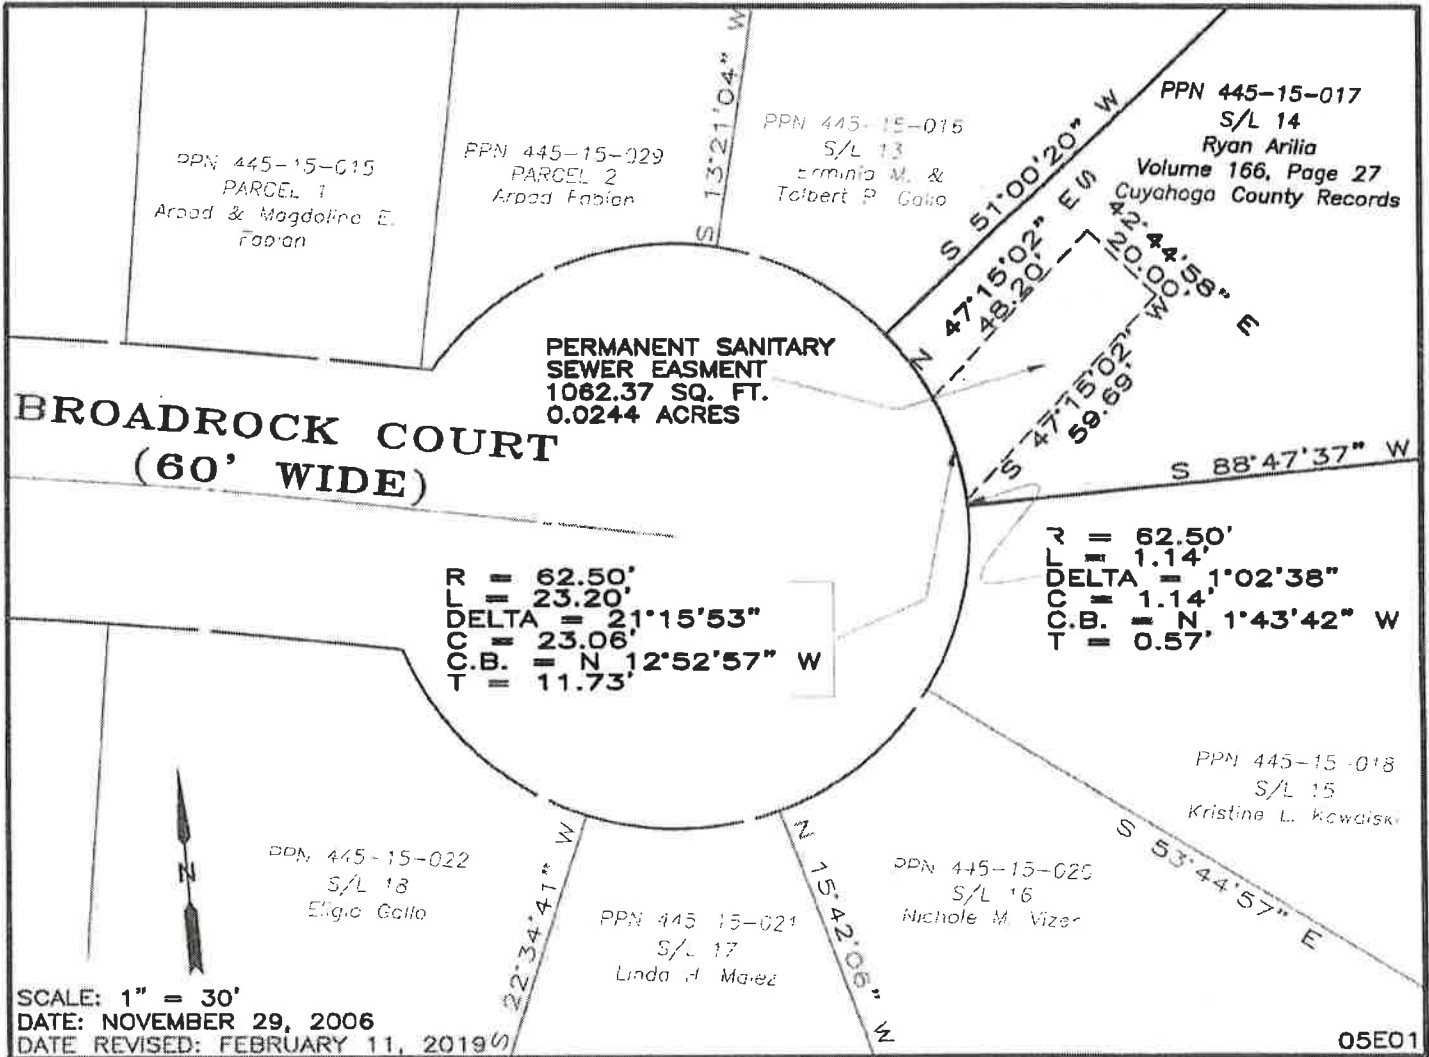 PPN 445-15-015
PARCEL 1
Arpad & Magdoline E.
Fabian
PPN 445-15-029
PARCEL 2
Arpad Fabian
S 13°21'04" W
PPN 445-15-016
S/L 13
Erminia M. &
Tolbert P. Gallo
S 51°00'20" W
PPN 445-15-017
S/L 14
Ryan Arilia
Volume 166, Page 27
Cuyahoga County Records
N 47°15'02" E
48.20'
S 42°44'58" E
20.00'
S 47°15'02" W
59.69'
PERMANENT SANITARY
SEWER EASMENT
1062.37 SQ. FT.
0.0244 ACRES
BROADROCK COURT
(60' WIDE)
S 88°47'37" W
R = 62.50'
L = 23.20'
DELTA = 21°15'53"
C = 23.06'
C.B. = N 12°52'57" W
T = 11.73'
R = 62.50'
L = 1.14'
DELTA = 1°02'38"
C = 1.14'
C.B. = N 1°43'42" W
T = 0.57'
PPN 445-15-018
S/L 15
Kristine L.
S 53°44'57" E
PPN 445-15-020
S/L 16
Nichole M.
N 15°42'06" W
PPN 445-15-021
S/L 17
Linda H
S 22°34'41" W
PPN 445-15-022
S/L 18
Eligio Gallo
N
SCALE: 1" = 30'
DATE: NOVEMBER 29, 2006
DATE REVISED: FEBRUARY 11, 2019
05E01